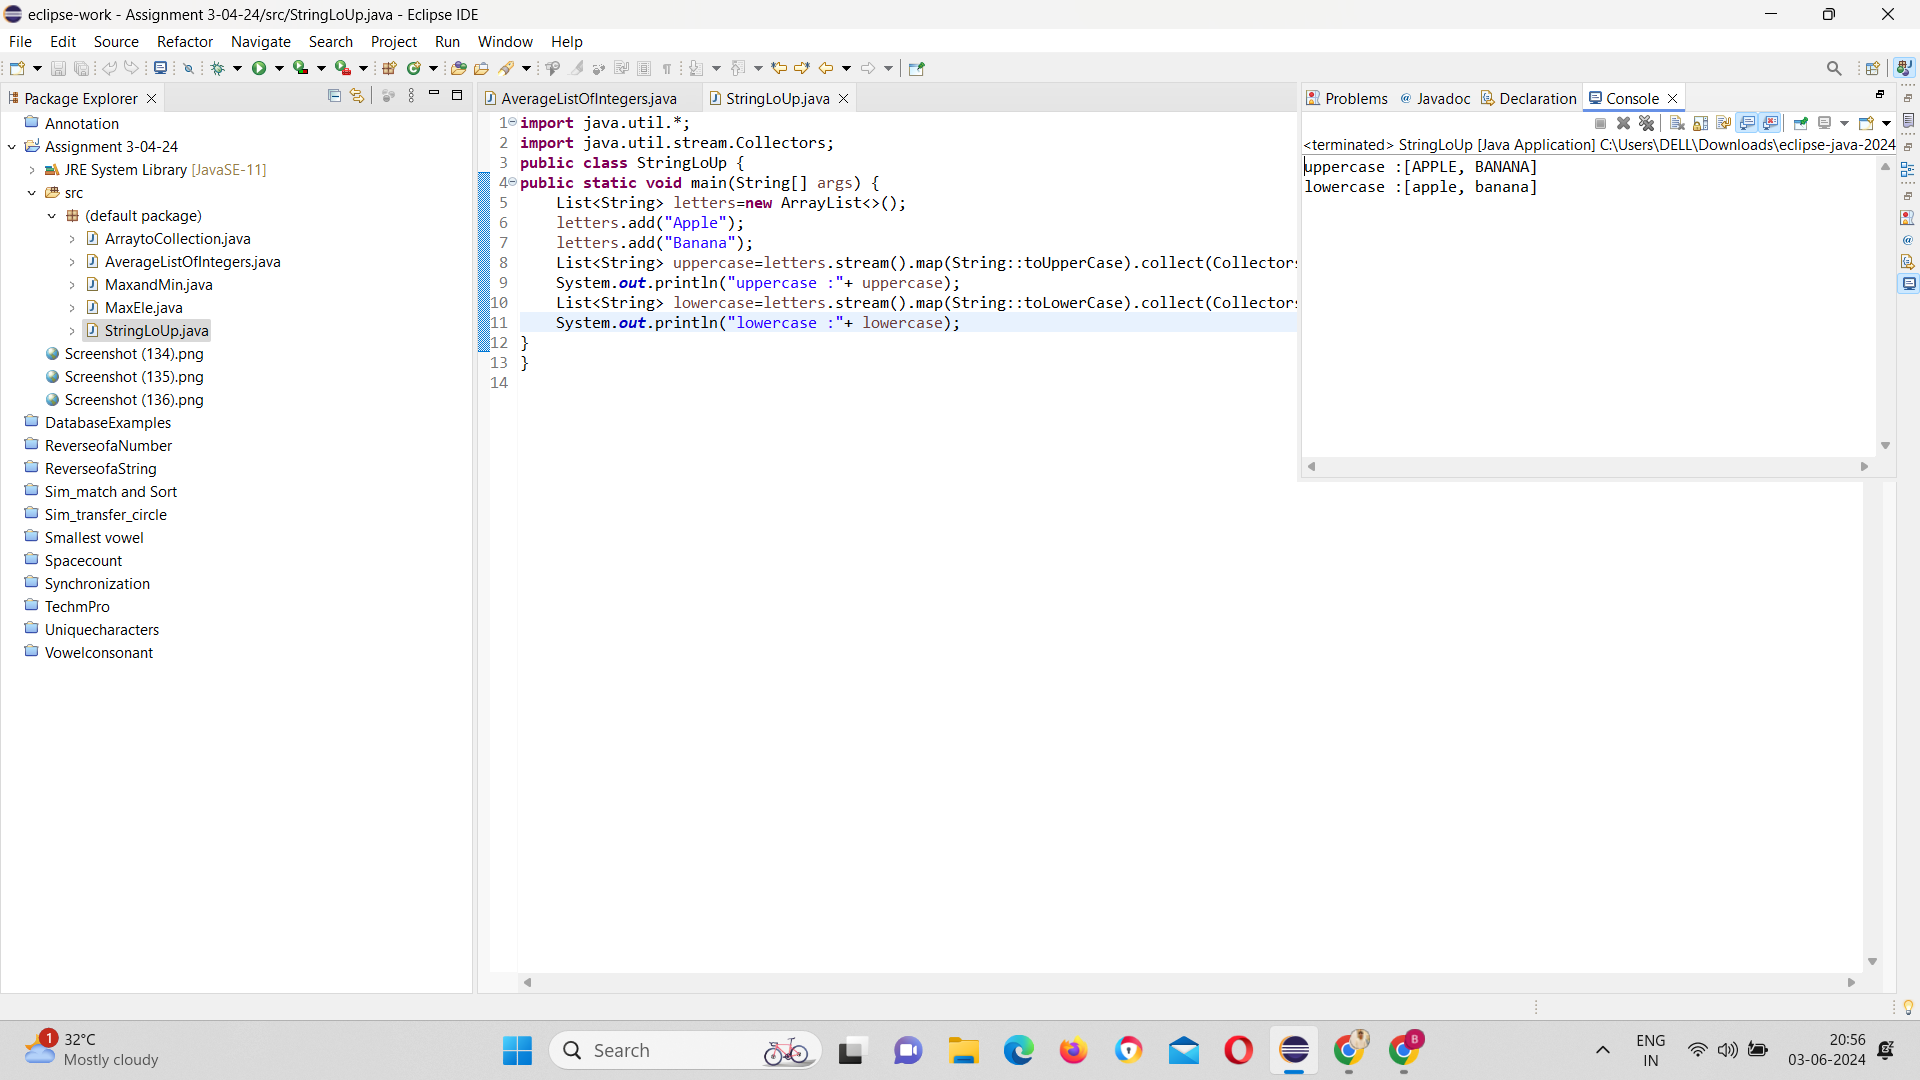 eclipse-work - Assignment 3-04-24/src/StringLoUp.java - Eclipse IDE
File Edit Source Refactor Navigate Search Project Run Window Help
Package Explorer
Annotation
Assignment 3-04-24
JRE System Library [JavaSE-11]
src
(default package)
ArraytoCollection.java
AverageListOfIntegers.java
MaxandMin.java
MaxEle.java
StringLoUp.java
Screenshot (134).png
Screenshot (135).png
Screenshot (136).png
DatabaseExamples
ReverseofaNumber
ReverseofaString
Sim_match and Sort
Sim_transfer_circle
Smallest vowel
Spacecount
Synchronization
TechmPro
Uniquecharacters
Vowelconsonant
AverageListOfIntegers.java StringLoUp.java
1 import java.util.*;
2 import java.util.stream.Collectors;
3 public class StringLoUp {
4 public static void main(String[] args) {
5 List<String> letters=new ArrayList<>();
6 letters.add("Apple");
7 letters.add("Banana");
8 List<String> uppercase=letters.stream().map(String::toUpperCase).collect(Collectors
9 System.out.println("uppercase :"+ uppercase);
10 List<String> lowercase=letters.stream().map(String::toLowerCase).collect(Collectors
11 System.out.println("lowercase :"+ lowercase);
12 }
13 }
14
Problems Javadoc Declaration Console
<terminated> StringLoUp [Java Application] C:\Users\DELL\Downloads\eclipse-java-2024
uppercase :[APPLE, BANANA]
lowercase :[apple, banana]
1
32°C
Mostly cloudy
Search
B
ENG
IN
20:56
03-06-2024